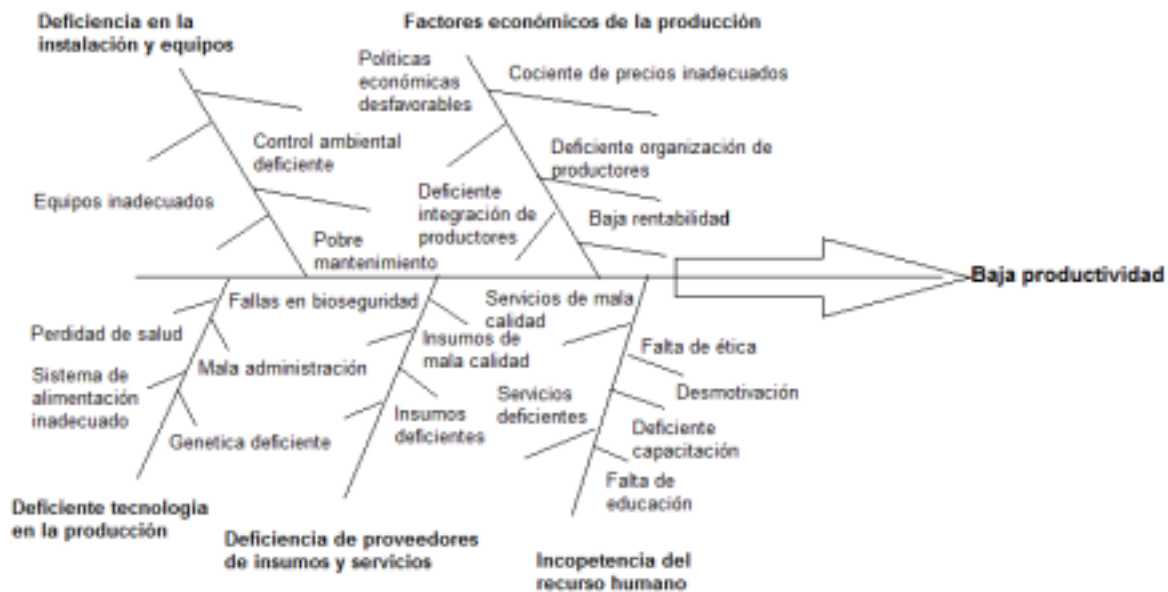 Deficiencia en la
instalación y equipos
Factores económicos de la producción
Políticas
económicas
desfavorables
Cociente de precios inadecuados
Control ambiental
deficiente
Deficiente organización de
productores
Equipos inadecuados
Deficiente
integración de
productores
Baja rentabilidad
Pobre
mantenimiento
Baja productividad
Fallas en bioseguridad
Servicios de mala
calidad
Perdidad de salud
Insumos de
mala calidad
Falta de ética
Mala administración
Sistema de
alimentación
inadecuado
Servicios
deficientes
Desmotivación
Insumos
deficientes
Genetica deficiente
Deficiente
capacitación
Falta de
educación
Deficiente tecnologia
en la producción
Deficiencia de proveedores
de insumos y servicios
Incopetencia del
recurso humano